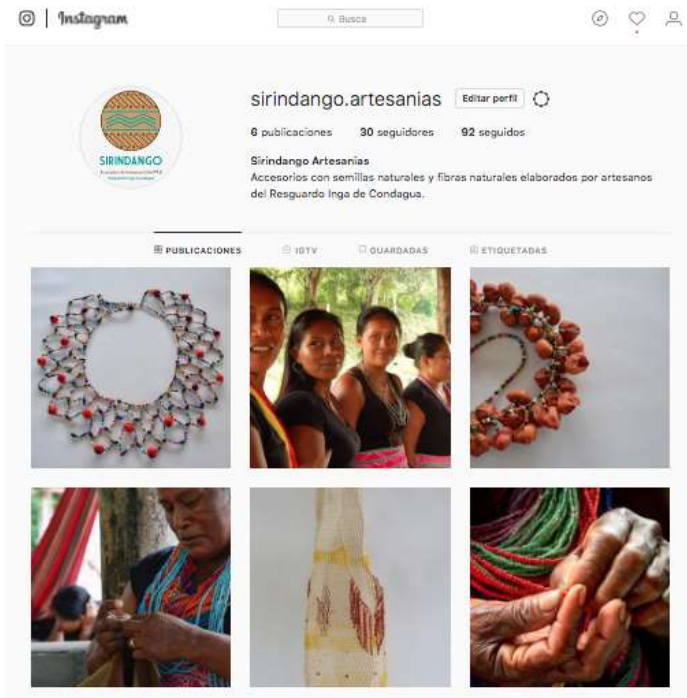 Instagram
Busca
sirindango.artesanias Editar perfil
6 publicaciones 30 seguidores 92 seguidos
Sirindango Artesanias
Accesorios con semillas naturales y fibras naturales elaborados por artesanos
del Resguardo Inga de Condagua.
PUBLICACIONES IGTV GUARDADAS ETIQUETADAS
SIRINDANGO